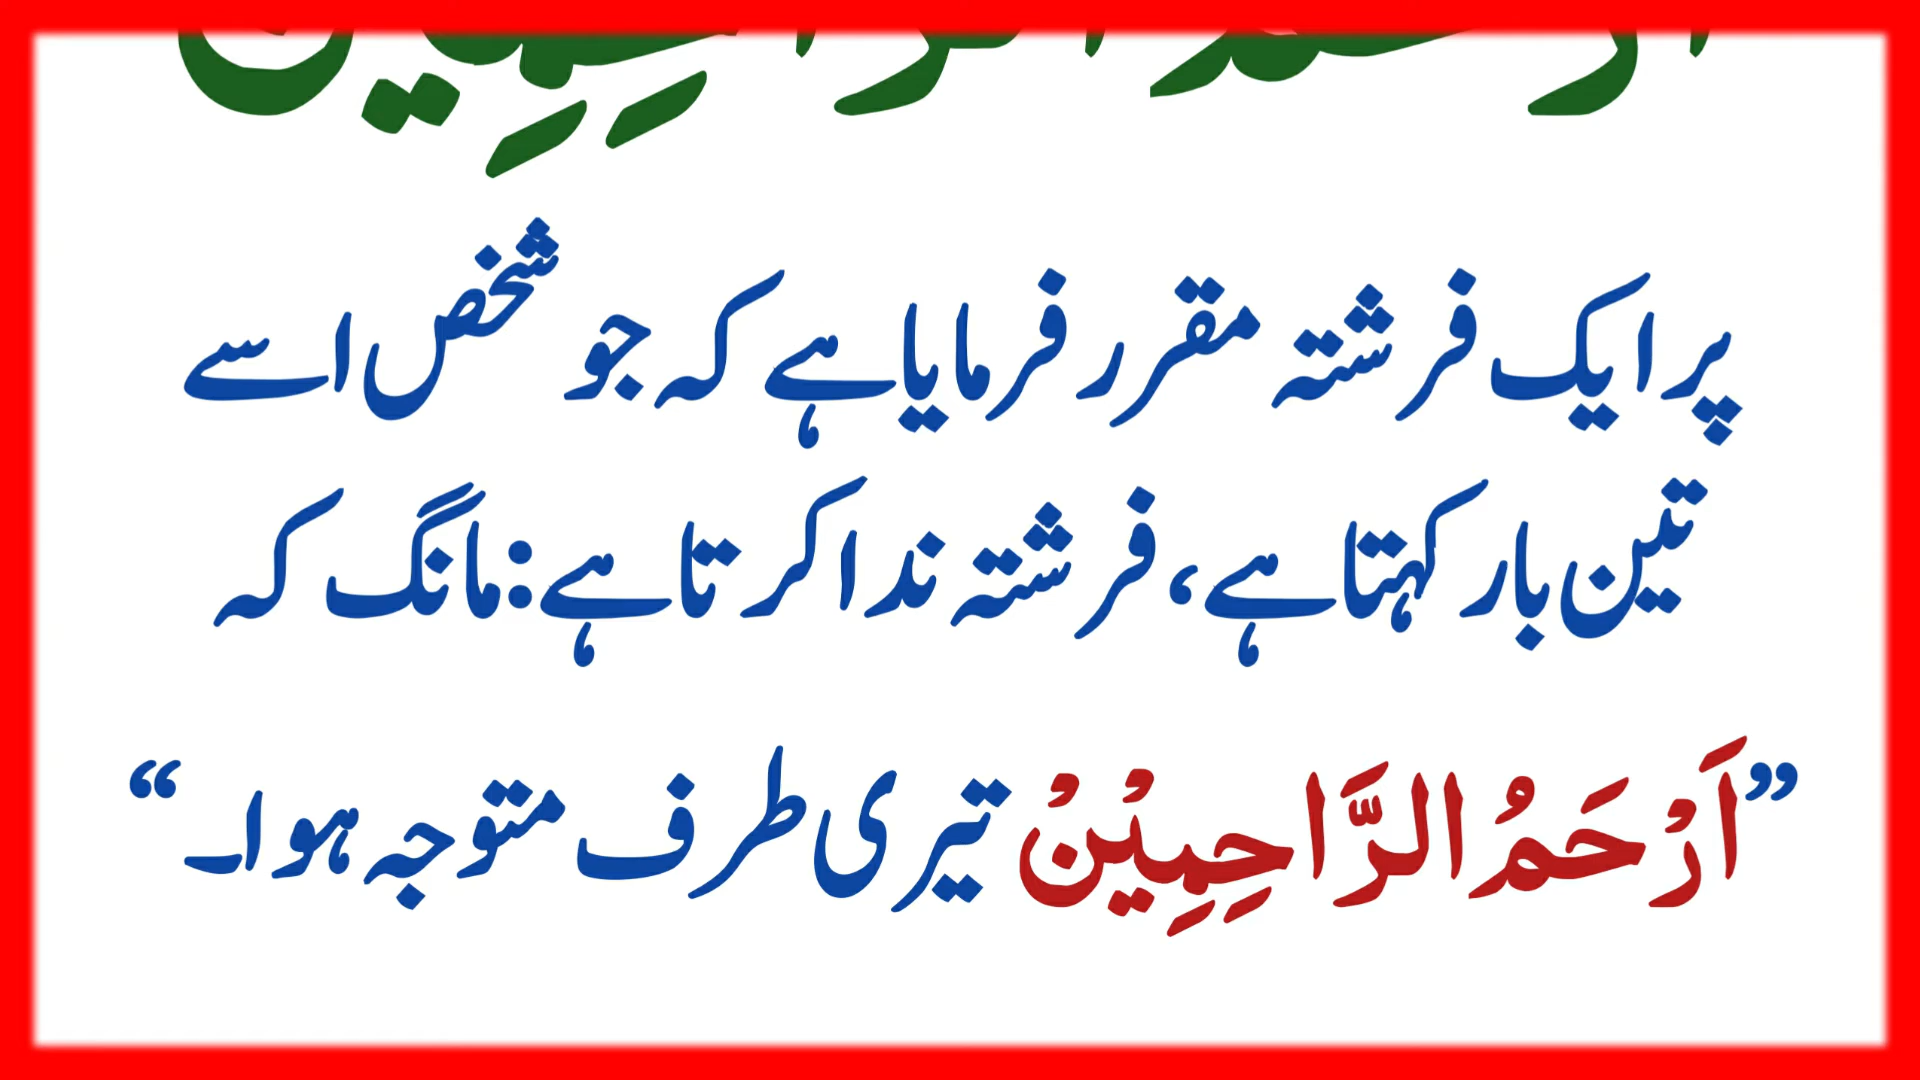 پر ایک فرشتہ مقرر فرمایا ہے کہ جو شخص اسے
تین بار کہتا ہے، فرشتہ ندا کرتا ہے: مانگ کہ
”اَرْحَمُ الرَّاحِمِیْنْ تیری طرف متوجہ ہوا۔“